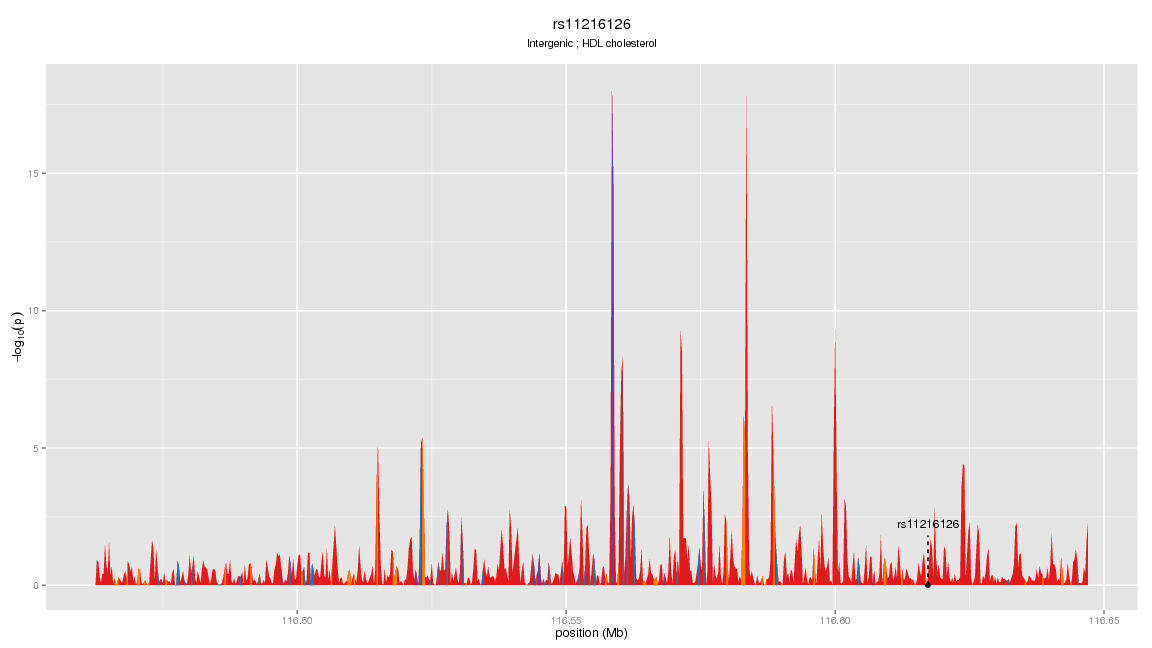 rs11216126
Intergenic ; HDL cholesterol
15
10
5
0
−log10(p)
rs11216126
116.50
116.55
116.60
116.65
position (Mb)